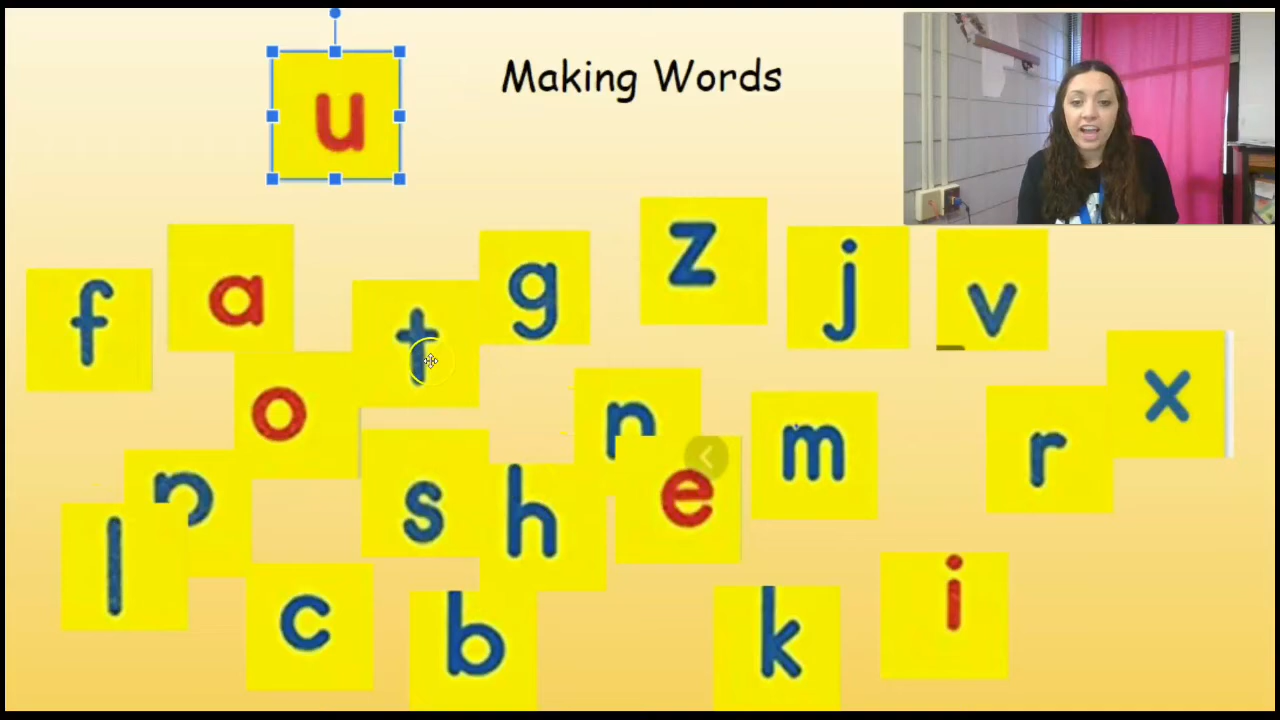 Making Words
u
z
f a t g j v
o n m r x
s h e
l
c b k i